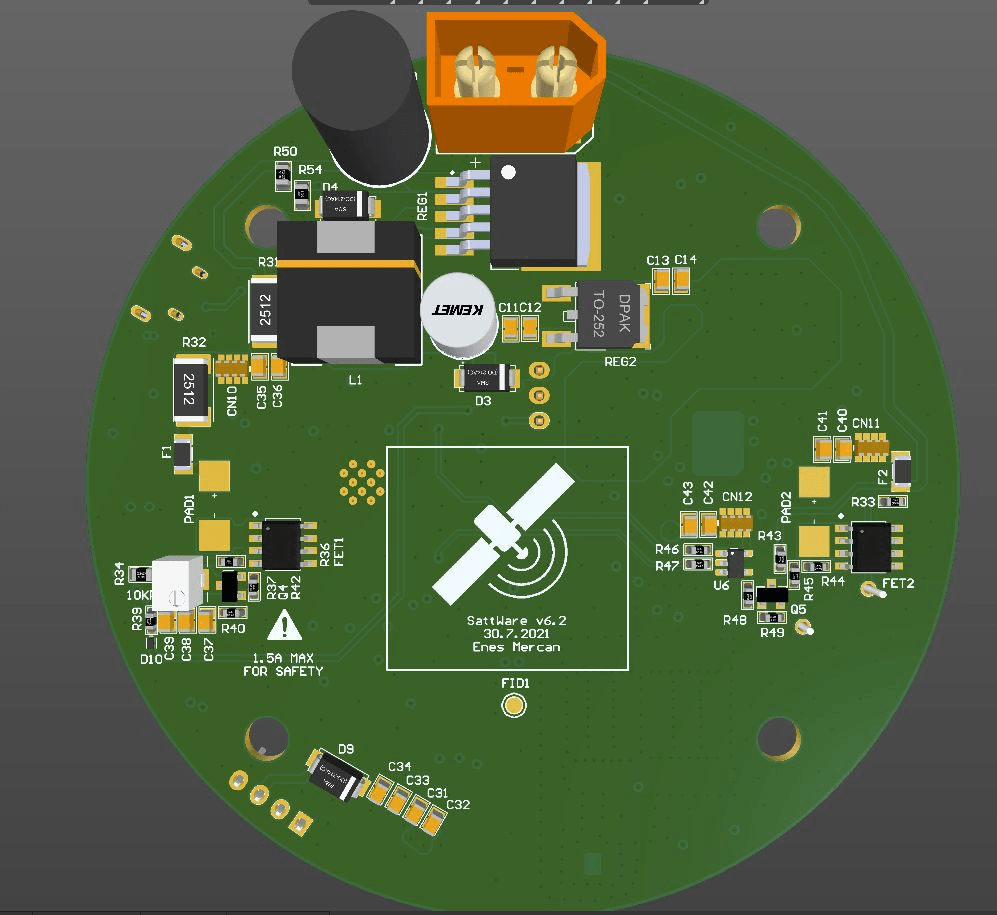 R50
R54
D4
REG1
+
C13 C14
2512
KEMET
C11 C12
DPAK
TO-252
REG2
R32
L1
2512
CN10
C35
C36
D3
F1
C41
C40
CN11
F2
PAD1
+
-
C43
C42
CN12
PAD2
+
-
R33
FET1
R36
R46
R47
R43
R34
R37
Q4
R42
U6
R45
R44
FET2
R39
R40
R48
Q5
R49
D10
C39
C38
C37
1.5A MAX
FOR SAFETY
SattWare v6.2
30.7.2021
Enes Mercan
FID1
D9
C34
C33
C31
C32